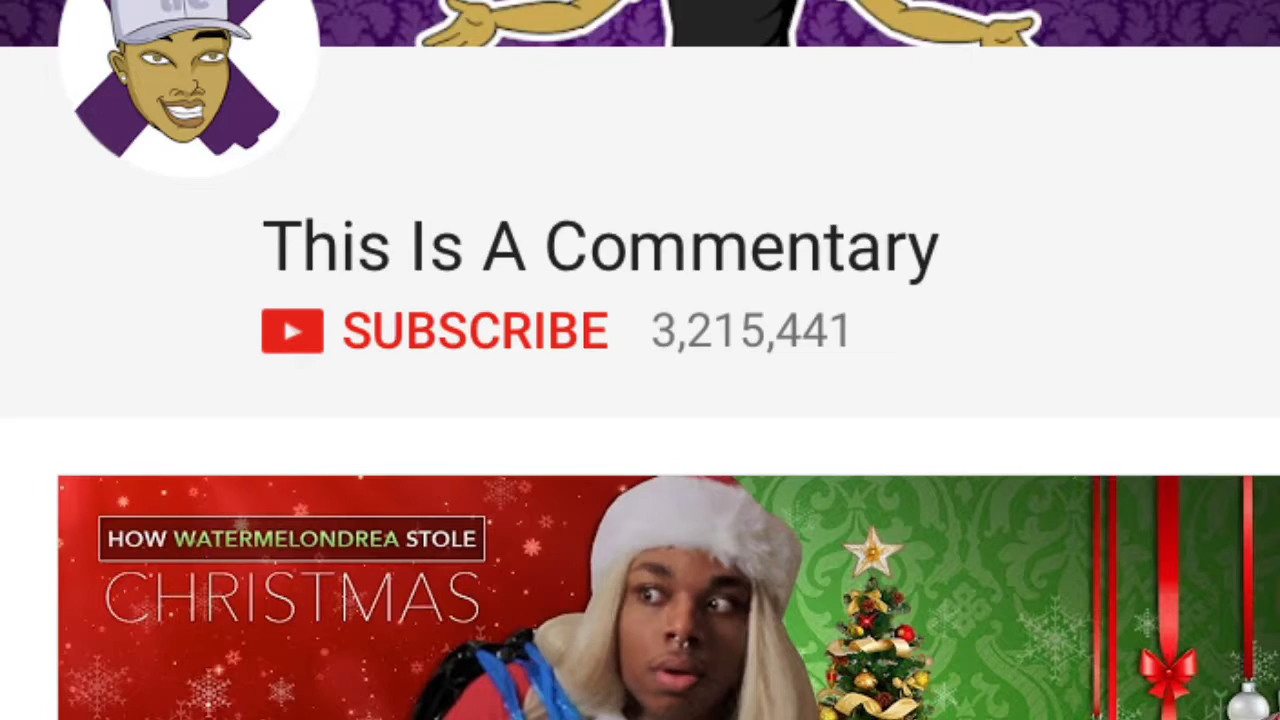 This Is A Commentary
SUBSCRIBE 3,215,441
HOW WATERMELONDREA STOLE
CHRISTMAS